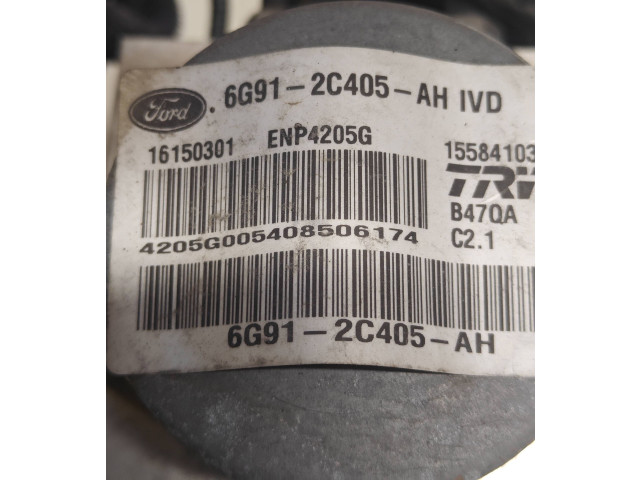 Ford . 6G91-2C405-AH IVD
16150301 ENP4205G 15584103
TRW
B47QA
4205G005408506174 C2.1
6G91-2C405-AH